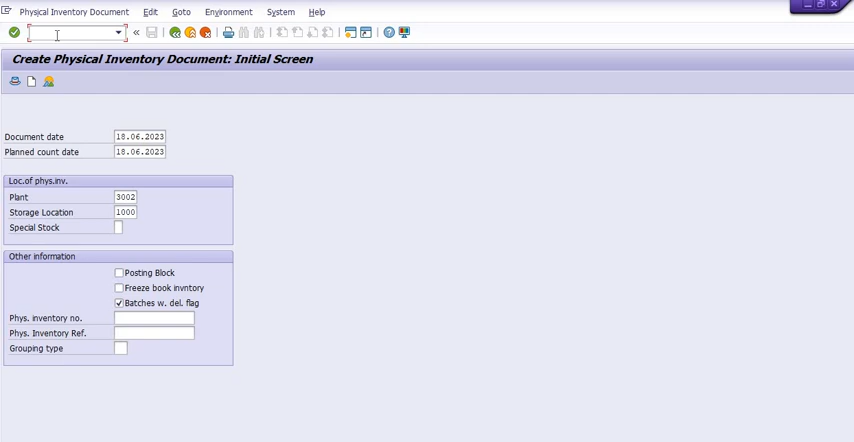 Physical Inventory Document Edit Goto Environment System Help
Create Physical Inventory Document: Initial Screen
Document date 18.06.2023
Planned count date 18.06.2023
Loc.of phys.inv.
Plant 3002
Storage Location 1000
Special Stock
Other information
Posting Block
Freeze book invntory
Batches w. del. flag
Phys. inventory no.
Phys. Inventory Ref.
Grouping type